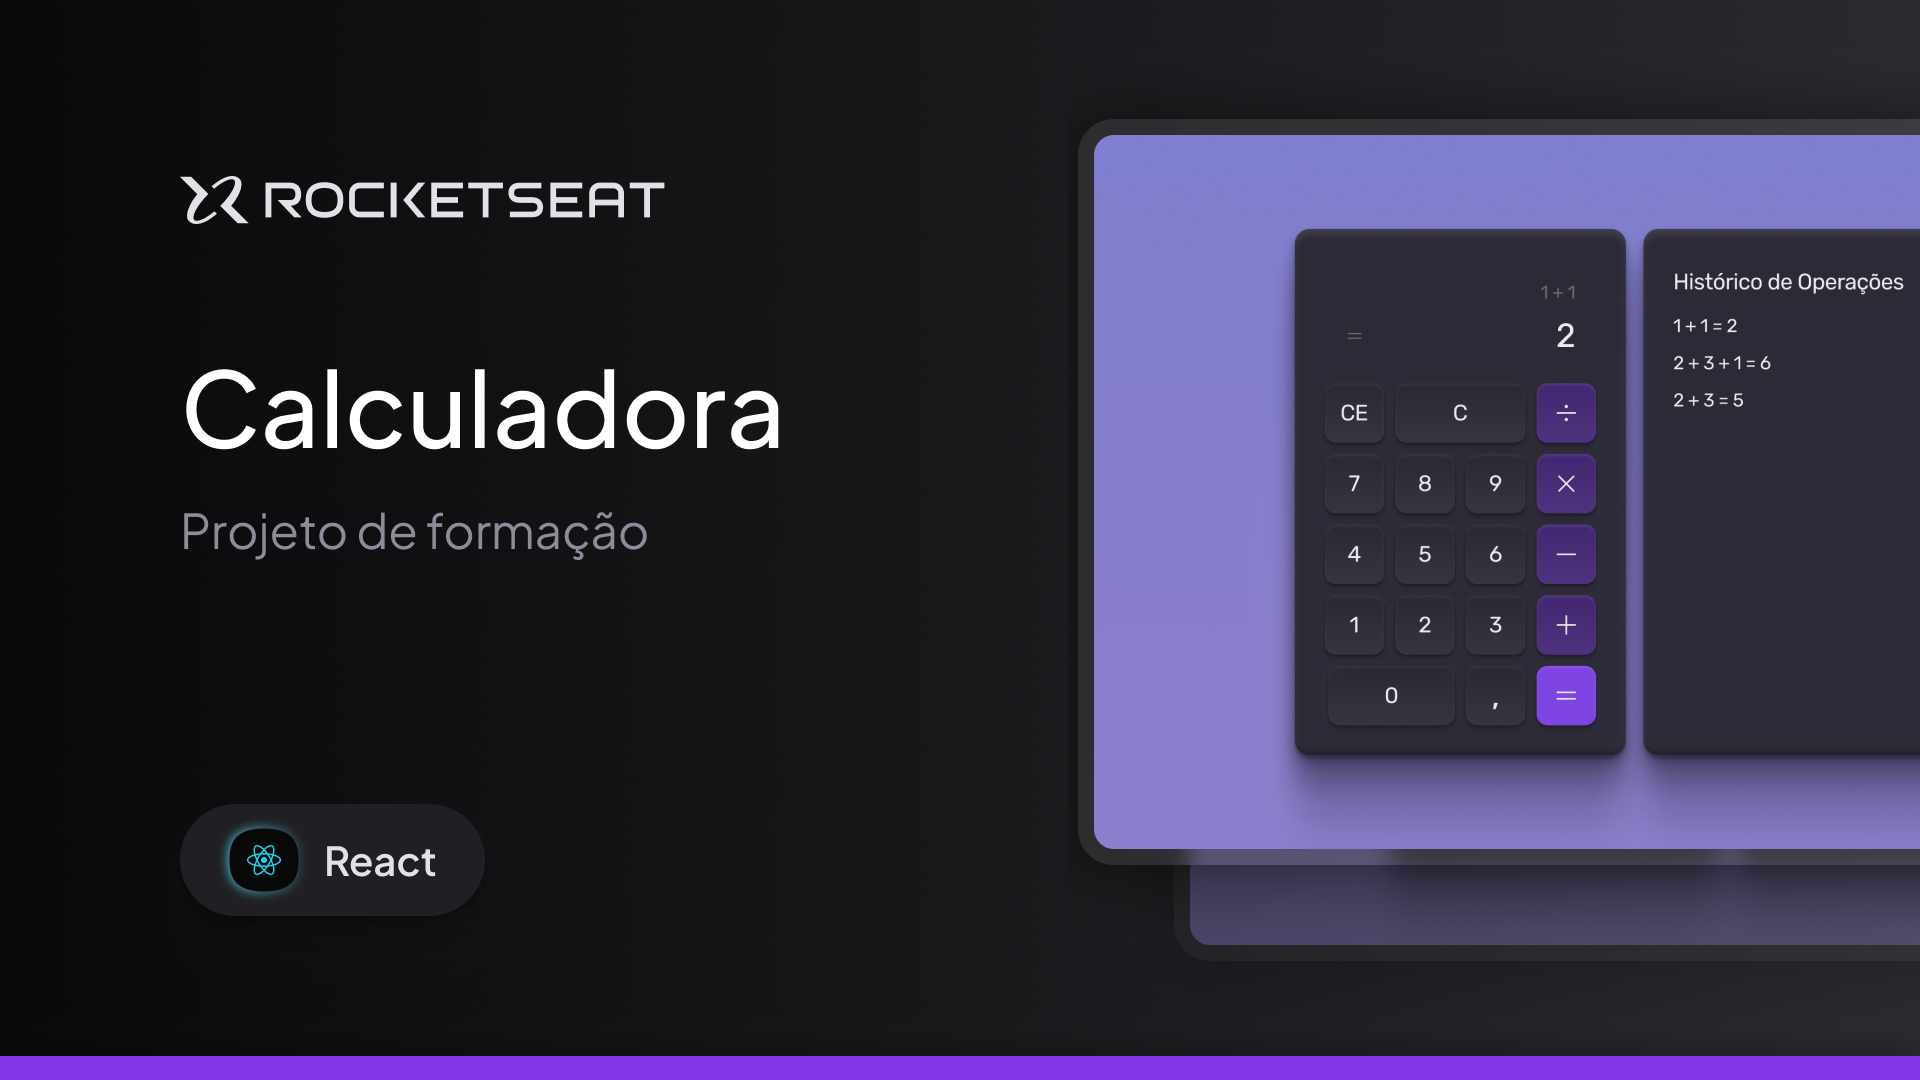 ROCKETSEAT
Calculadora
Projeto de formação
React
1 + 1
= 2
CE C ÷
7 8 9 ×
4 5 6 −
1 2 3 +
0 , =
Histórico de Operações
1 + 1 = 2
2 + 3 + 1 = 6
2 + 3 = 5